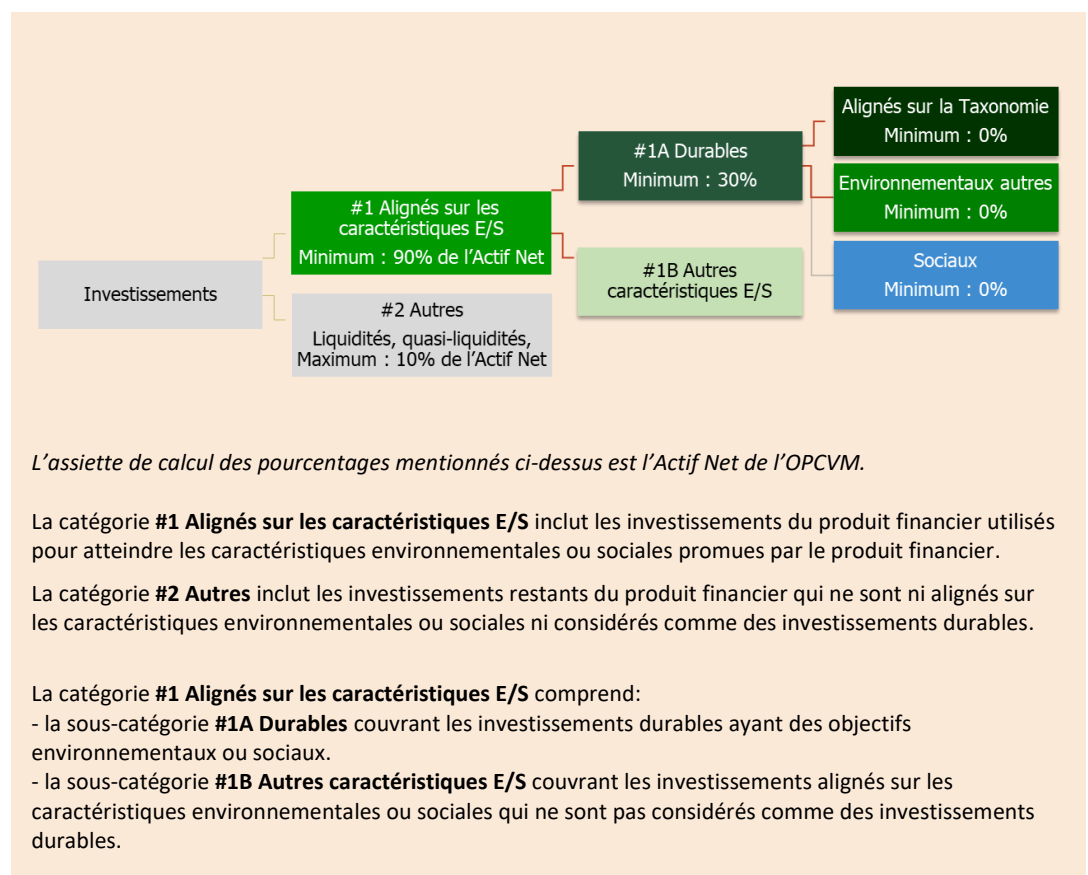 Investissements
#1 Alignés sur les
caractéristiques E/S
Minimum : 90% de l’Actif Net
#2 Autres
Liquidités, quasi-liquidités,
Maximum : 10% de l’Actif Net
#1A Durables
Minimum : 30%
#1B Autres
caractéristiques E/S
Alignés sur la Taxonomie
Minimum : 0%
Environnementaux autres
Minimum : 0%
Sociaux
Minimum : 0%
L’assiette de calcul des pourcentages mentionnés ci-dessus est l’Actif Net de l’OPCVM.
La catégorie #1 Alignés sur les caractéristiques E/S inclut les investissements du produit financier utilisés
pour atteindre les caractéristiques environnementales ou sociales promues par le produit financier.
La catégorie #2 Autres inclut les investissements restants du produit financier qui ne sont ni alignés sur
les caractéristiques environnementales ou sociales ni considérés comme des investissements durables.
La catégorie #1 Alignés sur les caractéristiques E/S comprend:
- la sous-catégorie #1A Durables couvrant les investissements durables ayant des objectifs
environnementaux ou sociaux.
- la sous-catégorie #1B Autres caractéristiques E/S couvrant les investissements alignés sur les
caractéristiques environnementales ou sociales qui ne sont pas considérés comme des investissements
durables.